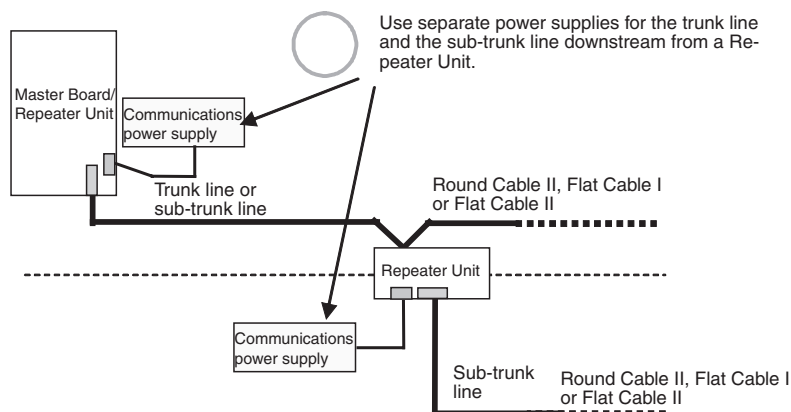 Use separate power supplies for the trunk line
and the sub-trunk line downstream from a Re-
peater Unit.
Master Board/
Repeater Unit
Communications
power supply
Trunk line or
sub-trunk line
Round Cable II, Flat Cable I
or Flat Cable II
Repeater Unit
Communications
power supply
Sub-trunk
line
Round Cable II, Flat Cable I
or Flat Cable II